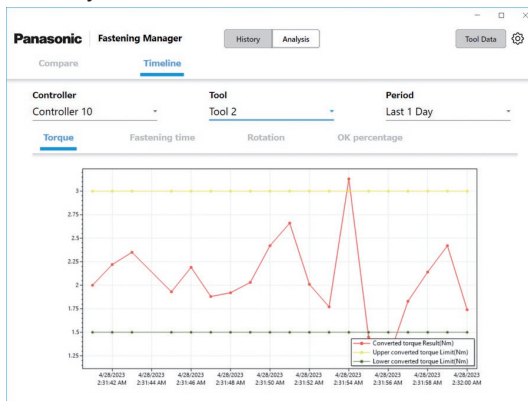 Panasonic Fastening Manager History Analysis Tool Data
Compare Timeline
Controller Tool Period
Controller 10 Tool 2 Last 1 Day
Torque Fastening time Rotation OK percentage
3
2.75
2.5
2.25
2
1.75
1.5
1.25
Converted torque Result(Nm)
Upper converted torque Limit(Nm)
Lower converted torque Limit(Nm)
4/28/2023 4/28/2023 4/28/2023 4/28/2023 4/28/2023 4/28/2023 4/28/2023 4/28/2023 4/28/2023 4/28/2023
2:31:42 AM 2:31:44 AM 2:31:46 AM 2:31:48 AM 2:31:50 AM 2:31:52 AM 2:31:54 AM 2:31:56 AM 2:31:58 AM 2:32:00 AM